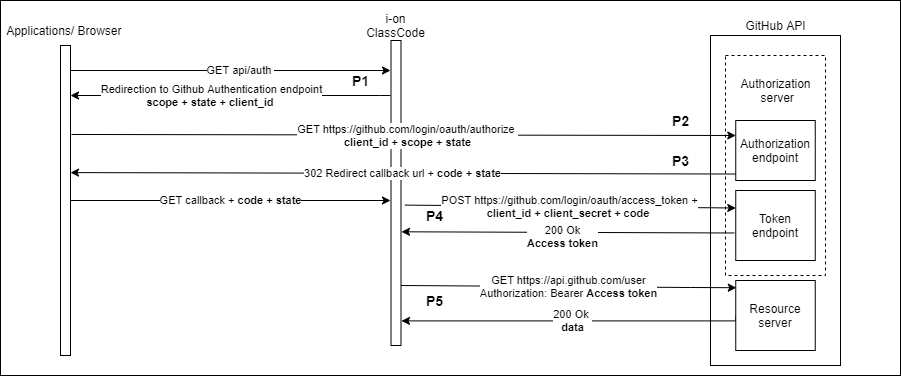 Applications/ Browser
i-on
ClassCode
GitHub API
GET api/auth
P1
Redirection to Github Authentication endpoint
scope + state + client_id
Authorization
server
GET https://github.com/login/oauth/authorize
client_id + scope + state
P2
Authorization
endpoint
P3
302 Redirect callback url + code + state
GET callback + code + state
POST https://github.com/login/oauth/access_token +
client_id + client_secret + code
P4
Token
endpoint
200 Ok
Access token
GET https://api.github.com/user
Authorization: Bearer Access token
P5
Resource
server
200 Ok
data